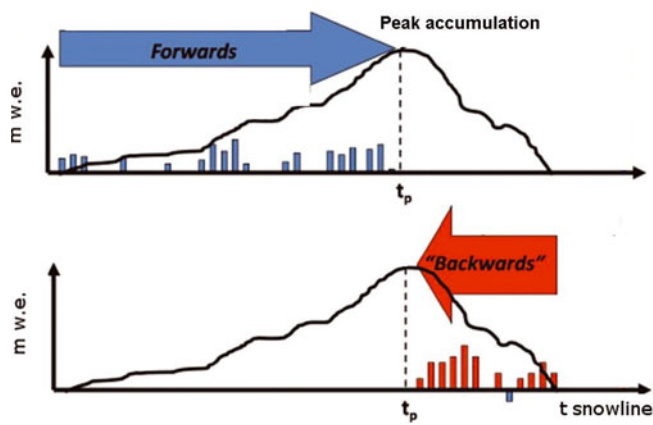 Peak accumulation
Forwards
m w.e.
tp
"Backwards"
m w.e.
tp
t snowline